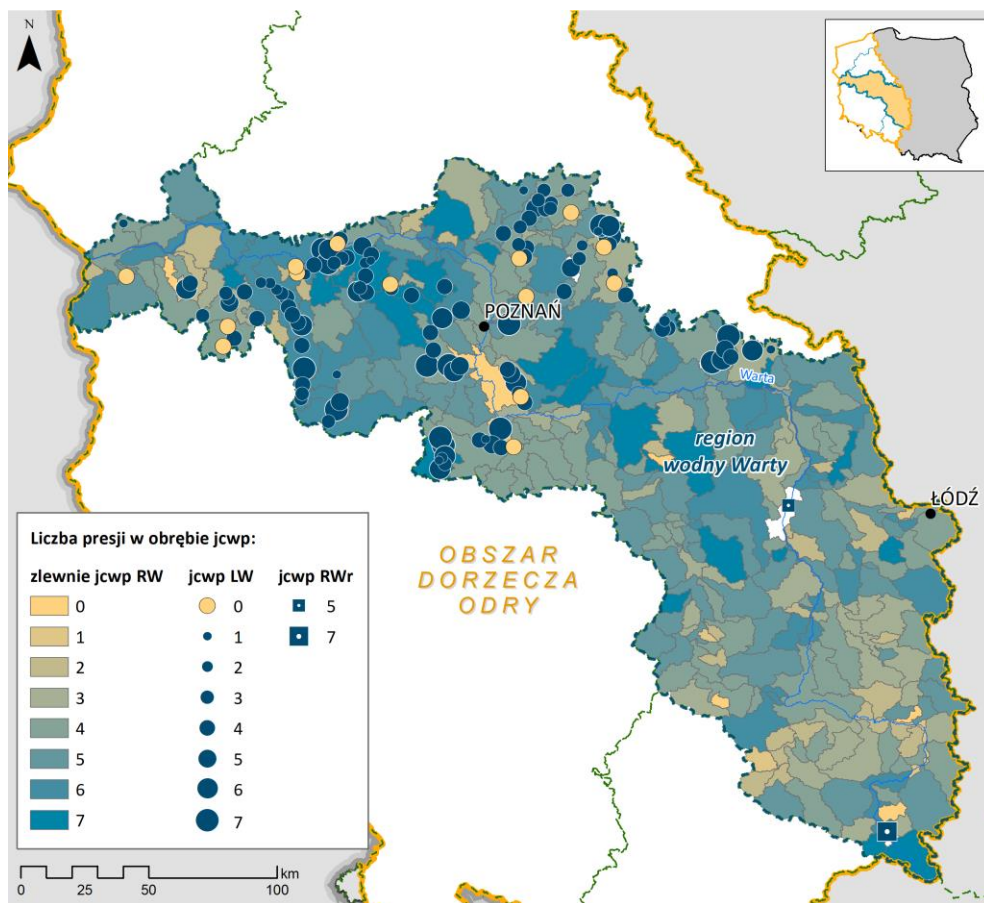 N
POZNAŃ
Warta
region
wodny Warty
ŁÓDŹ
OBSZAR
DORZECZA
ODRY
Liczba presji w obrębie jcwp:
zlewnie jcwp RW
0
1
2
3
4
5
6
7
jcwp LW
0
1
2
3
4
5
6
7
jcwp RWr
5
7
0 25 50 100 km